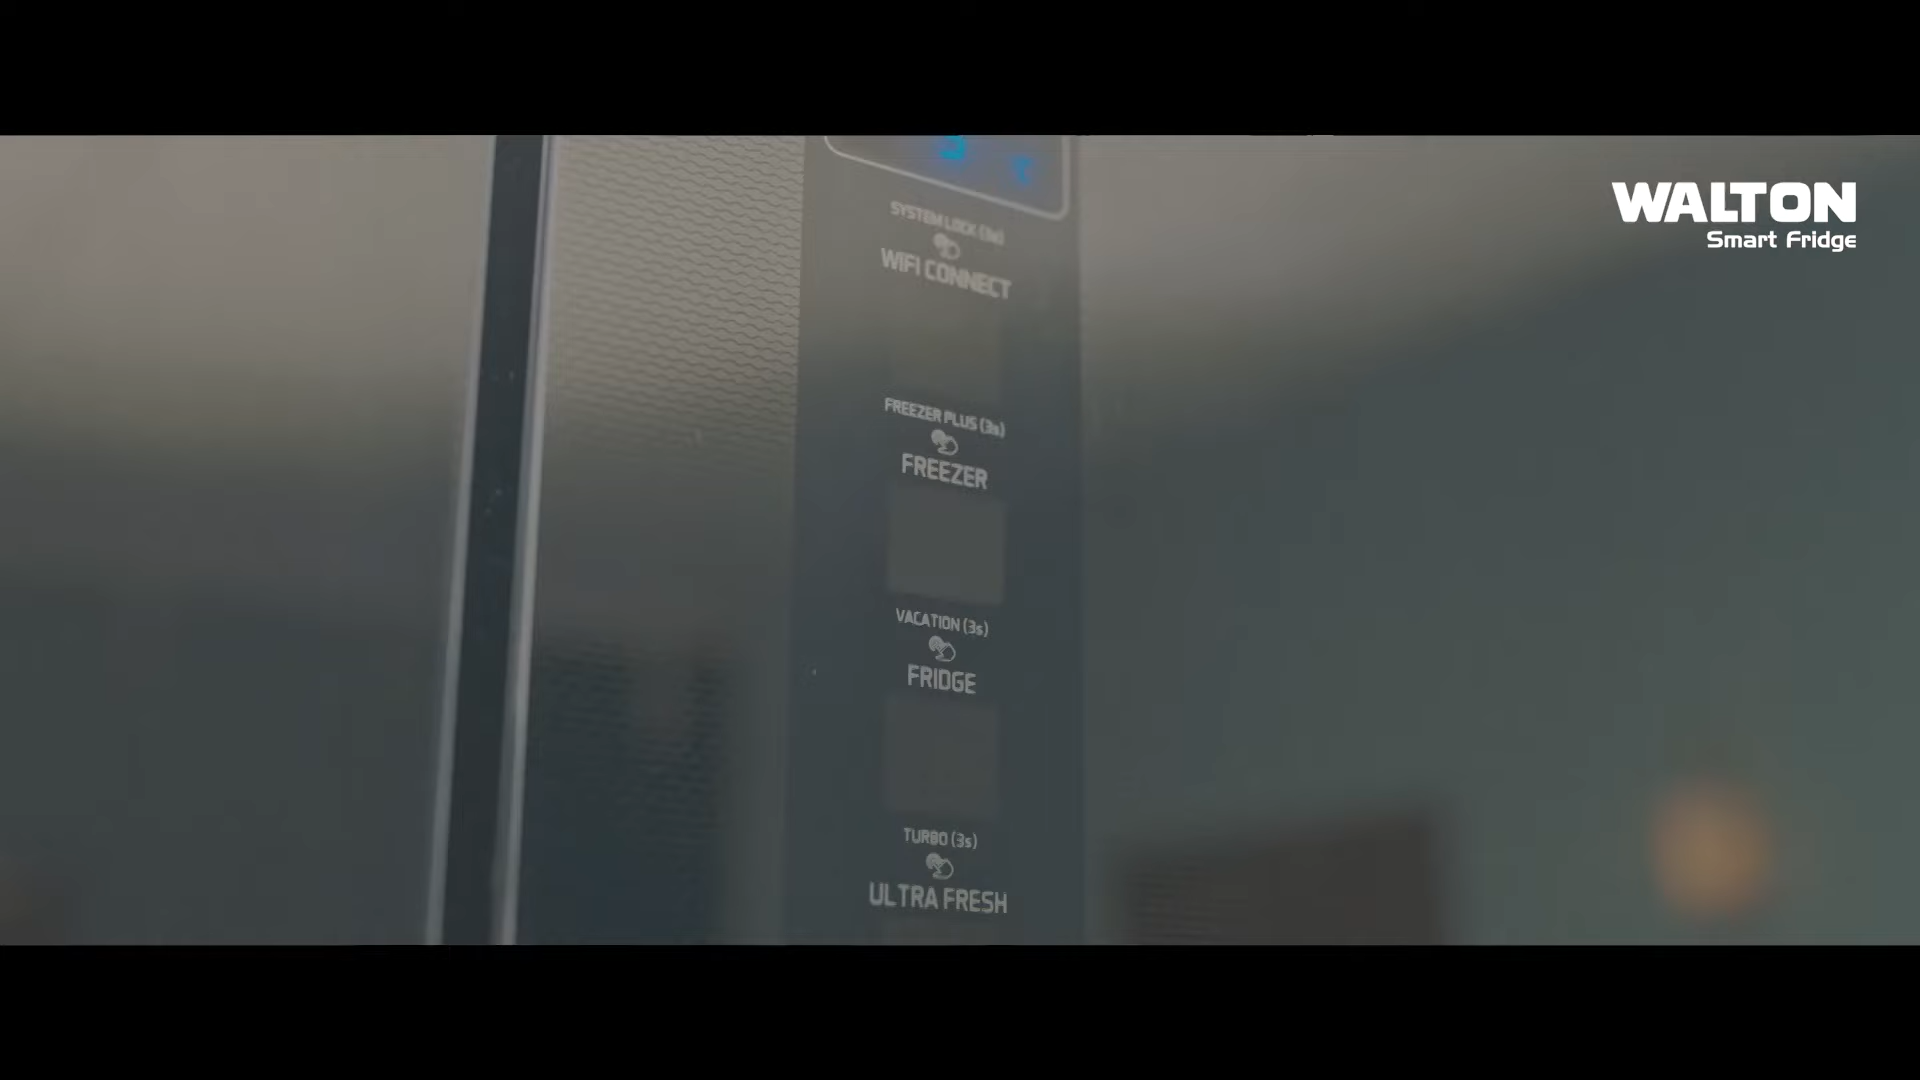 WALTON
Smart Fridge
℃
SYSTEM LOCK (3s)
WIFI CONNECT
FREEZER PLUS (3s)
FREEZER
VACATION (3s)
FRIDGE
TURBO (3s)
ULTRA FRESH